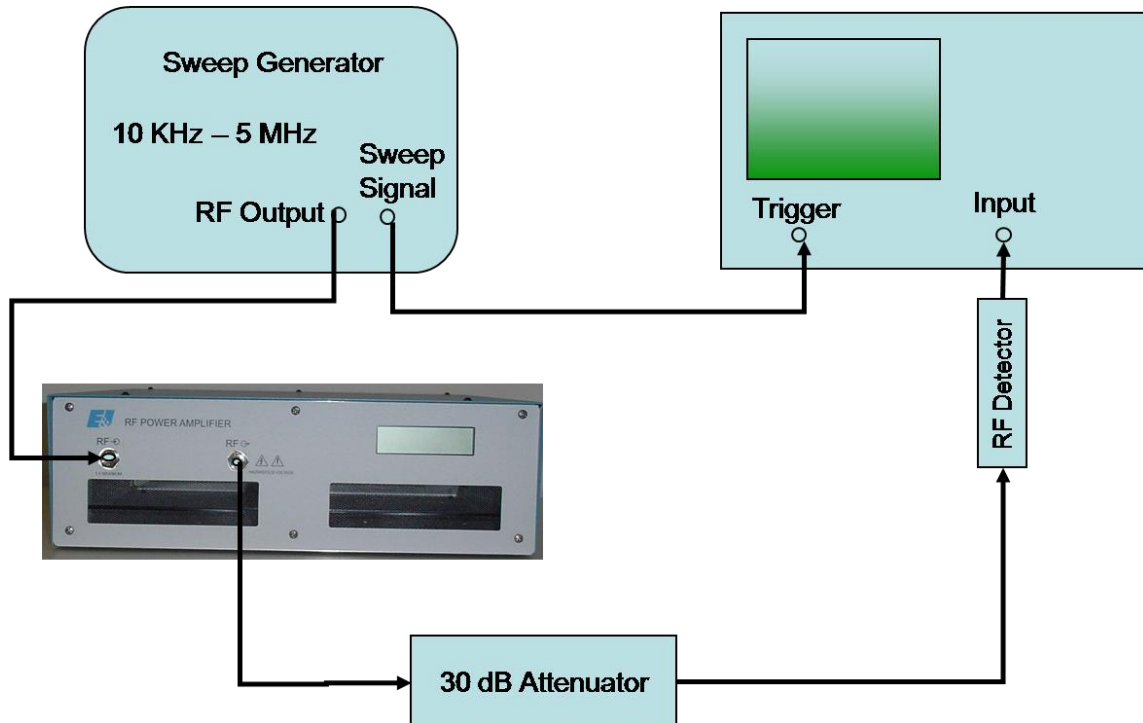 Sweep Generator
10 KHz – 5 MHz
Sweep
Signal
RF Output
Trigger
Input
RF Detector
E&I
RF POWER AMPLIFIER
RF
RF
30 dB Attenuator